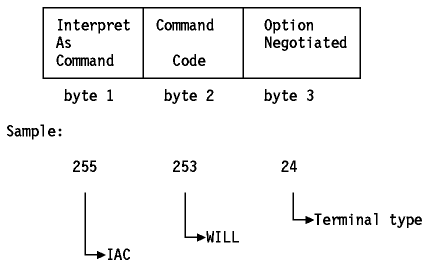 Interpret As Command
Command Code
Option Negotiated
byte 1 byte 2 byte 3
Sample:
255 253 24
Terminal type
WILL
IAC